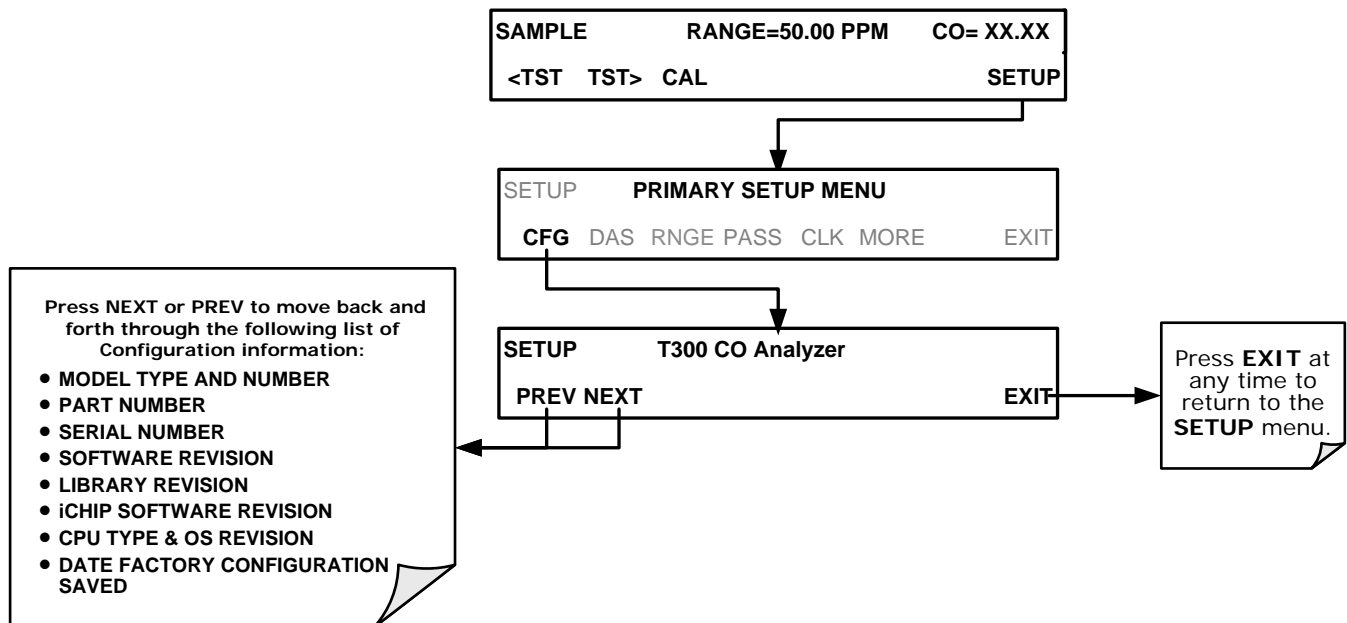 SAMPLE RANGE=50.00 PPM CO= XX.XX
<TST TST> CAL SETUP
SETUP PRIMARY SETUP MENU
CFG DAS RNGE PASS CLK MORE EXIT
SETUP T300 CO Analyzer
PREV NEXT EXIT
Press NEXT or PREV to move back and
forth through the following list of
Configuration information:
• MODEL TYPE AND NUMBER
• PART NUMBER
• SERIAL NUMBER
• SOFTWARE REVISION
• LIBRARY REVISION
• iCHIP SOFTWARE REVISION
• CPU TYPE & OS REVISION
• DATE FACTORY CONFIGURATION
SAVED
Press EXIT at
any time to
return to the
SETUP menu.